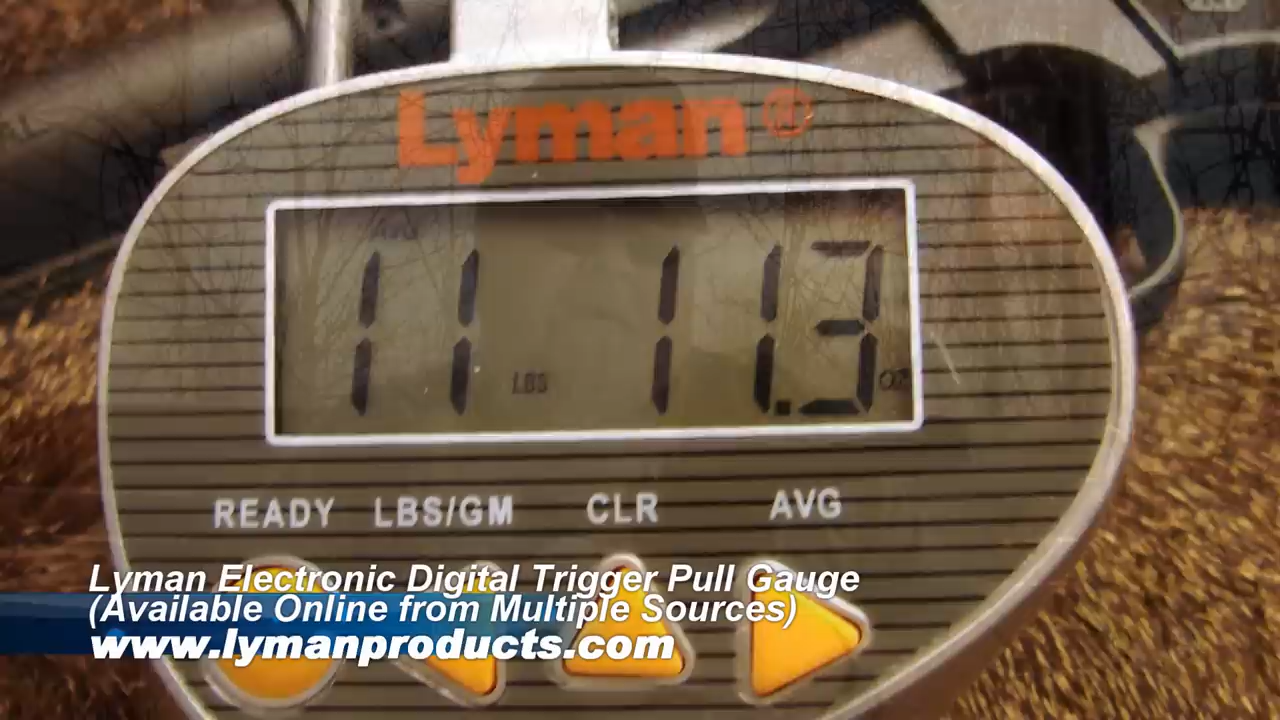 Lyman®
AVG
11 LBS 11.3 OZ
READY LBS/GM CLR AVG
Lyman Electronic Digital Trigger Pull Gauge
(Available Online from Multiple Sources)
www.lymanproducts.com